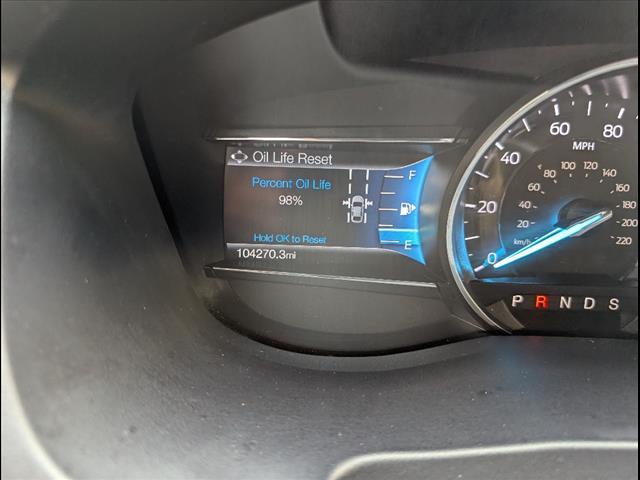 Oil Life Reset
Percent Oil Life
98%
Hold OK to Reset
104270.3mi
F
E
0
20
40
60
80
MPH
20
40
60
80
100
120
140
160
180
200
220
km/h
P R N D S